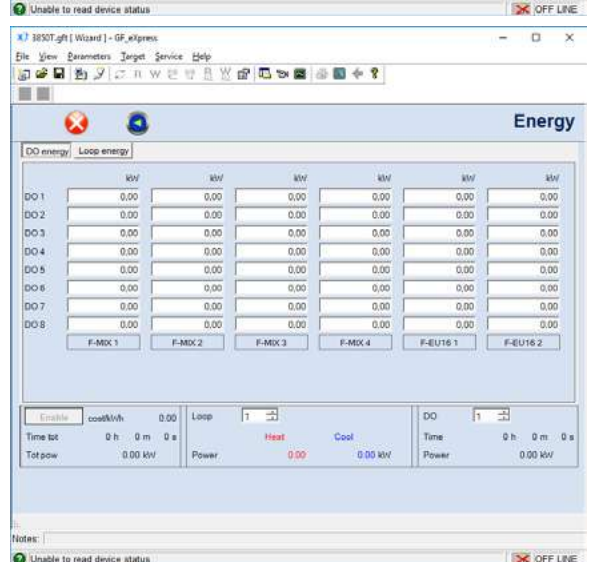 Unable to read device status OFF LINE
3850T.gft [ Wizard ] - GF_eXpress
File View Parameters Target Service Help
Energy
DO energy Loop energy
kW kW kW kW kW kW
DO 1 0,00 0,00 0,00 0,00 0,00 0,00
DO 2 0,00 0,00 0,00 0,00 0,00 0,00
DO 3 0,00 0,00 0,00 0,00 0,00 0,00
DO 4 0,00 0,00 0,00 0,00 0,00 0,00
DO 5 0,00 0,00 0,00 0,00 0,00 0,00
DO 6 0,00 0,00 0,00 0,00 0,00 0,00
DO 7 0,00 0,00 0,00 0,00 0,00 0,00
DO 8 0,00 0,00 0,00 0,00 0,00 0,00
F-MIX 1 F-MIX 2 F-MIX 3 F-MIX 4 F-EU16 1 F-EU16 2
Enable cost/kWh 0.00 Loop 1 DO 1
Time tot 0 h 0 m 0 s Heat Cool Time 0 h 0 m 0 s
Tot pow 0.00 kW Power 0.00 0.00 kW Power 0.00 kW
Notes:
Unable to read device status OFF LINE